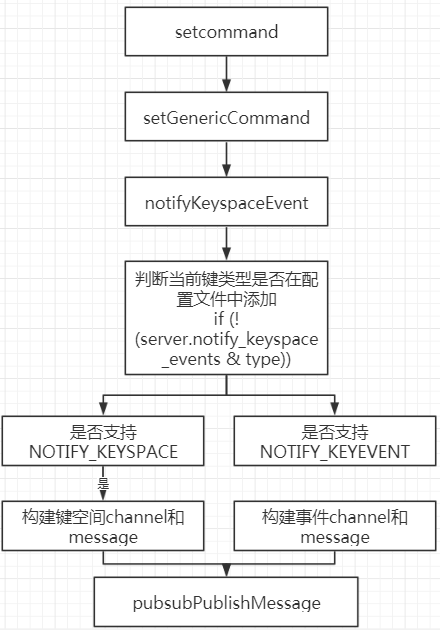 setcommand
setGenericCommand
notifyKeyspaceEvent
判断当前键类型是否在配
置文件中添加
if (!
(server.notify_keyspace
_events & type))
是否支持
NOTIFY_KEYSPACE
是否支持
NOTIFY_KEYEVENT
是
构建键空间channel和
message
构建事件channel和
message
pubsubPublishMessage